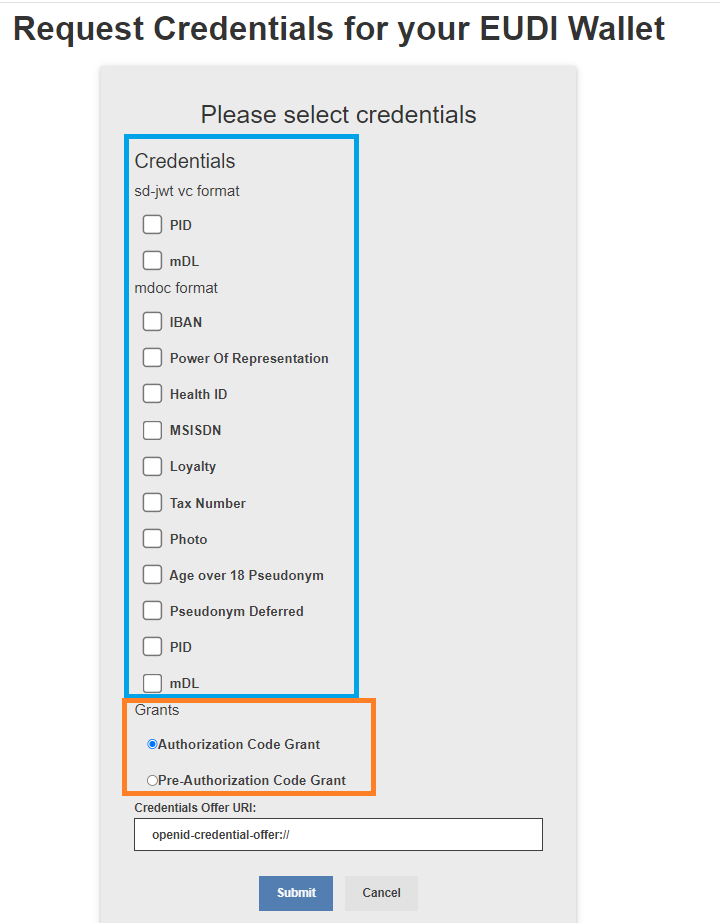 Request Credentials for your EUDI Wallet
Please select credentials
Credentials
sd-jwt vc format
PID
mDL
mdoc format
IBAN
Power Of Representation
Health ID
MSISDN
Loyalty
Tax Number
Photo
Age over 18 Pseudonym
Pseudonym Deferred
PID
mDL
Grants
Authorization Code Grant
Pre-Authorization Code Grant
Credentials Offer URI:
openid-credential-offer://
Submit Cancel